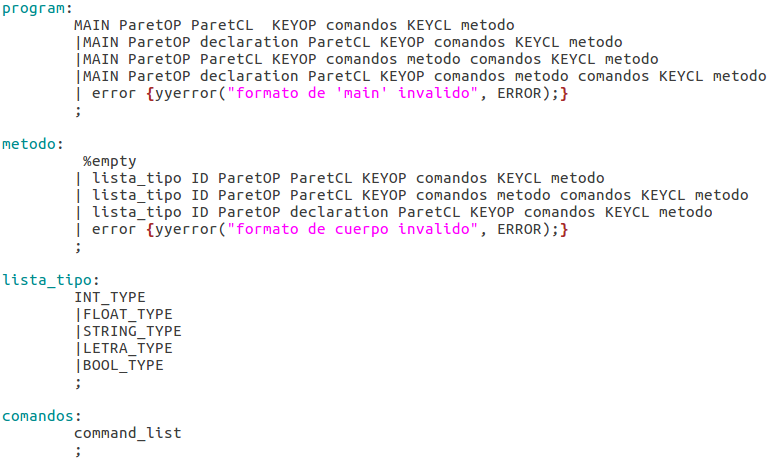 program:
        MAIN ParetOP ParetCL  KEYOP comandos KEYCL metodo
        |MAIN ParetOP declaration ParetCL KEYOP comandos KEYCL metodo
        |MAIN ParetOP ParetCL KEYOP comandos metodo comandos KEYCL metodo
        |MAIN ParetOP declaration ParetCL KEYOP comandos metodo comandos KEYCL metodo
        | error {yyerror("formato de 'main' invalido", ERROR);}
        ;
metodo:
         %empty
        | lista_tipo ID ParetOP ParetCL KEYOP comandos KEYCL metodo
        | lista_tipo ID ParetOP ParetCL KEYOP comandos metodo comandos KEYCL metodo
        | lista_tipo ID ParetOP declaration ParetCL KEYOP comandos KEYCL metodo
        | error {yyerror("formato de cuerpo invalido", ERROR);}
        ;
lista_tipo:
        INT_TYPE
        |FLOAT_TYPE
        |STRING_TYPE
        |LETRA_TYPE
        |BOOL_TYPE
        ;
comandos:
        command_list
        ;